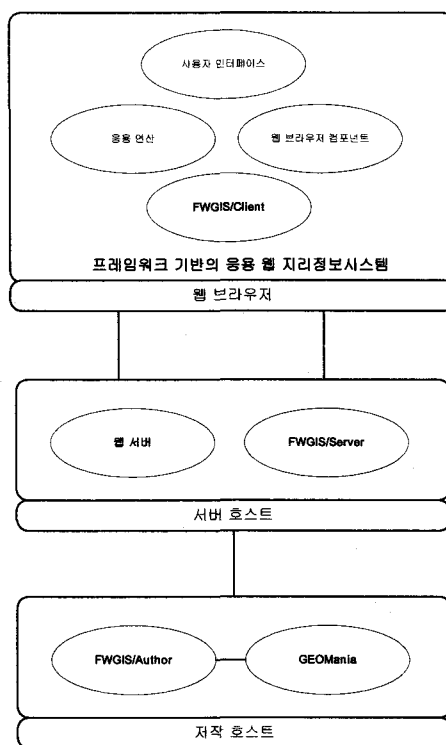 사용자 인터페이스
응용 연산
웹 브라우저 컴포넌트
FWGIS/Client
프레임워크 기반의 응용 웹 지리정보시스템
웹 브라우저
웹 서버
FWGIS/Server
서버 호스트
FWGIS/Author
GEOMania
저작 호스트